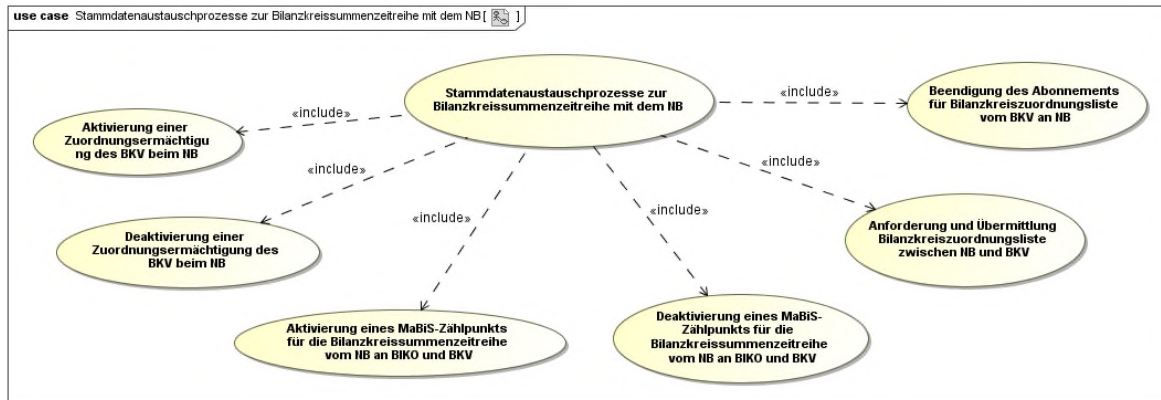 use case Stammdatenaustauschprozesse zur Bilanzkreissummenzeitreihe mit dem NB [ ]
Stammdatenaustauschprozesse zur
Bilanzkreissummenzeitreihe mit dem NB
«include»
Beendigung des Abonnements
für Bilanzkreiszuordnungsliste
vom BKV an NB
«include»
Aktivierung einer
Zuordnungsermächtigu
ng des BKV beim NB
«include»
Deaktivierung einer
Zuordnungsermächtigung des
BKV beim NB
«include»
Anforderung und Übermittlung
Bilanzkreiszuordnungsliste
zwischen NB und BKV
«include»
Aktivierung eines MaBiS-Zählpunkts
für die Bilanzkreissummenzeitreihe
vom NB an BIKO und BKV
«include»
Deaktivierung eines MaBiS-
Zählpunkts für die
Bilanzkreissummenzeitreihe
vom NB an BIKO und BKV